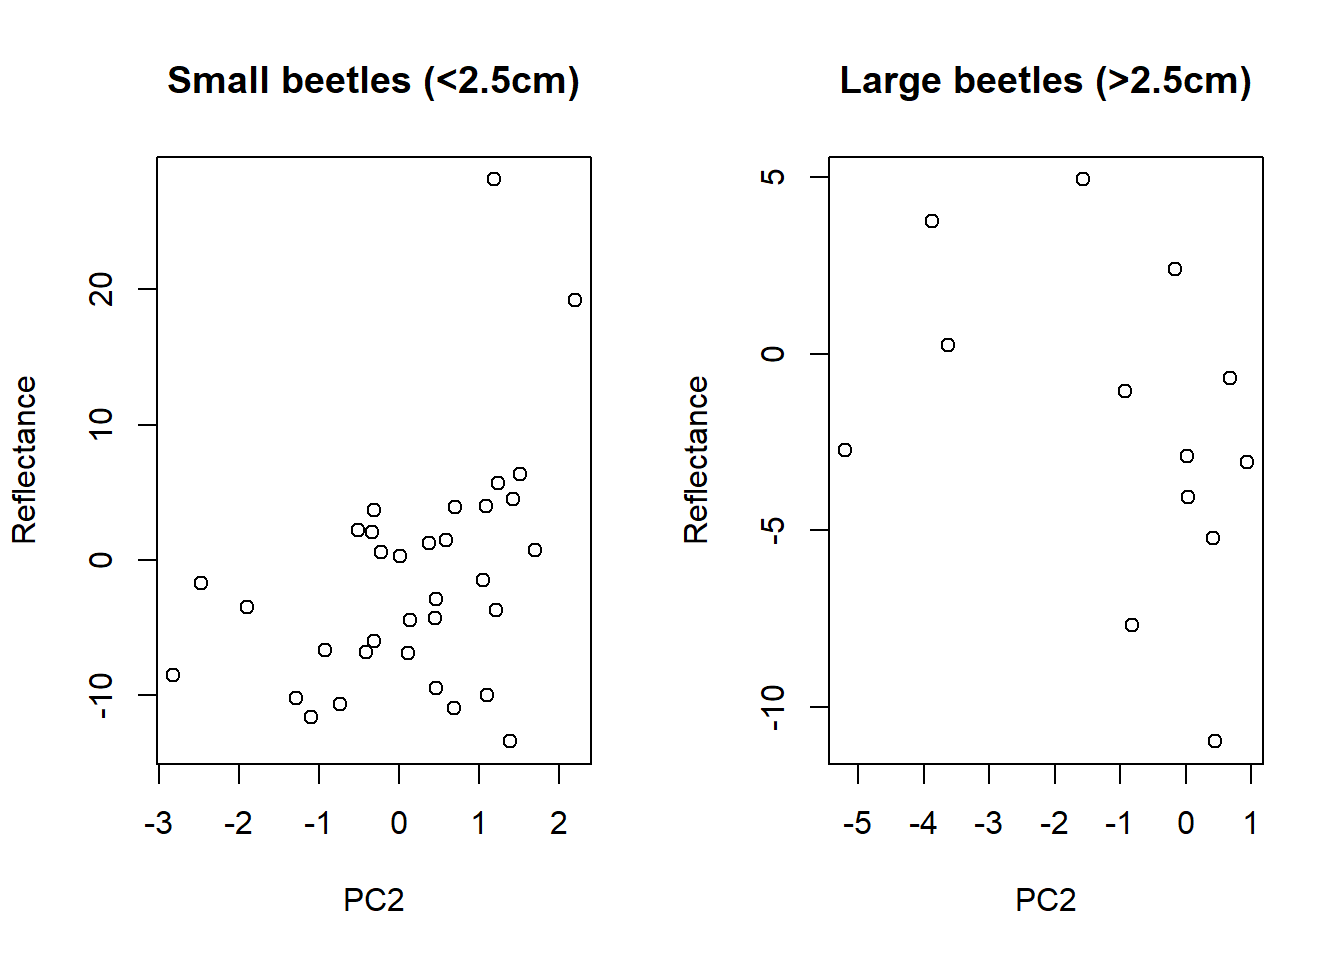 Small beetles (<2.5cm)
Reflectance
20
10
0
-10
-3 -2 -1 0 1 2
PC2
Large beetles (>2.5cm)
Reflectance
5
0
-5
-10
-5 -4 -3 -2 -1 0 1
PC2